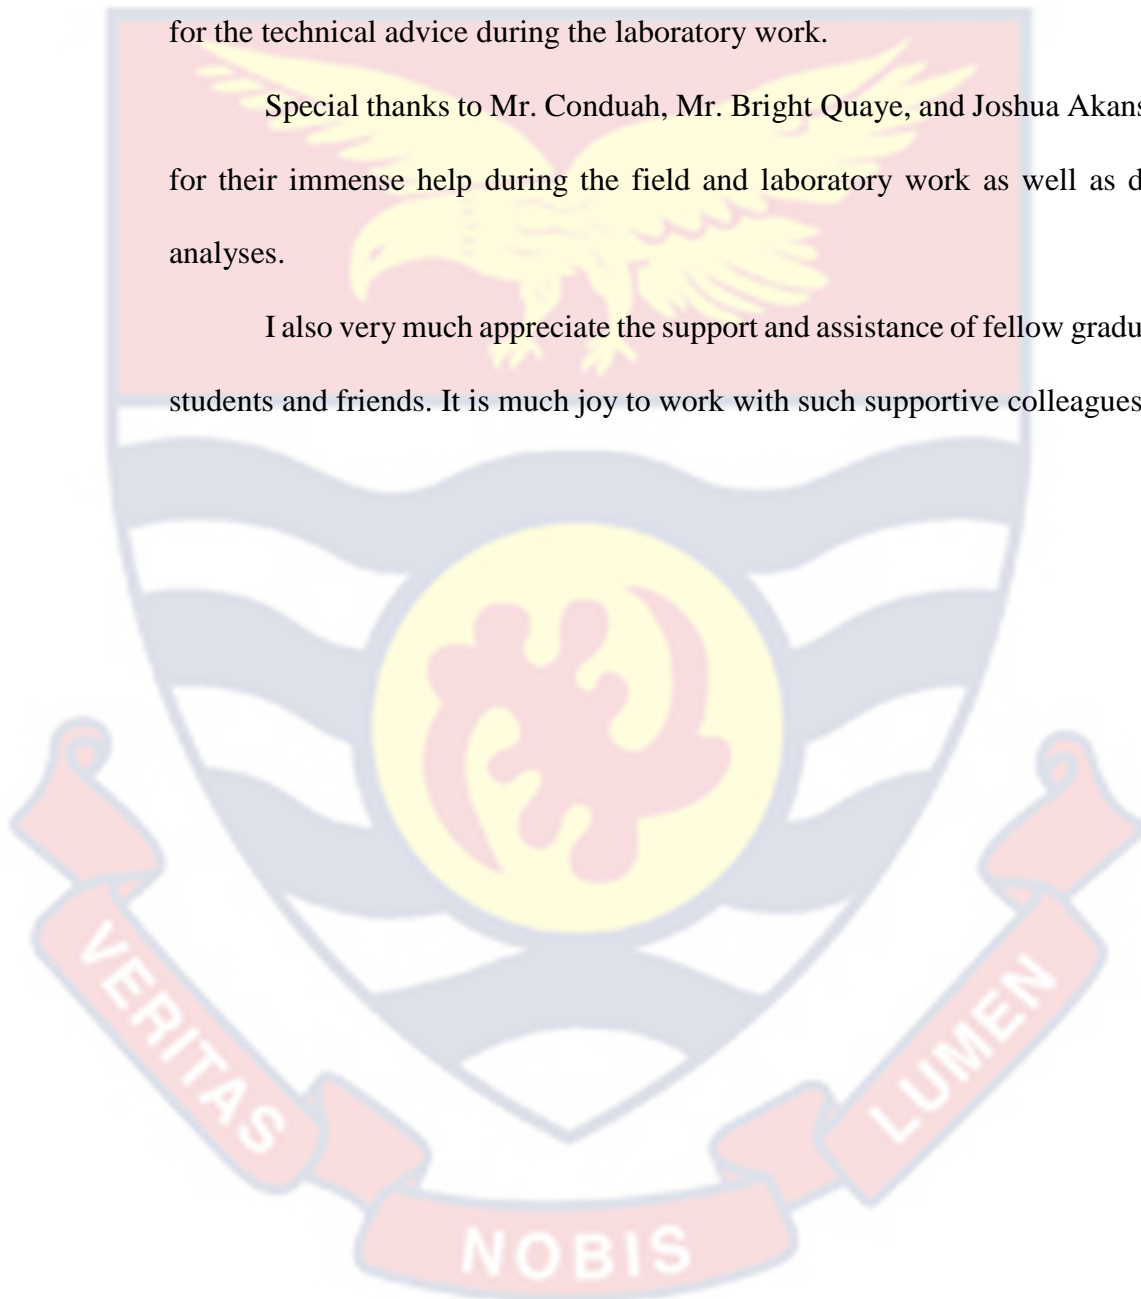 for the technical advice during the laboratory work.
Special thanks to Mr. Conduah, Mr. Bright Quaye, and Joshua Akans
for their immense help during the field and laboratory work as well as d
analyses.
I also very much appreciate the support and assistance of fellow gradu
students and friends. It is much joy to work with such supportive colleagues
VERITAS
NOBIS
LUMEN